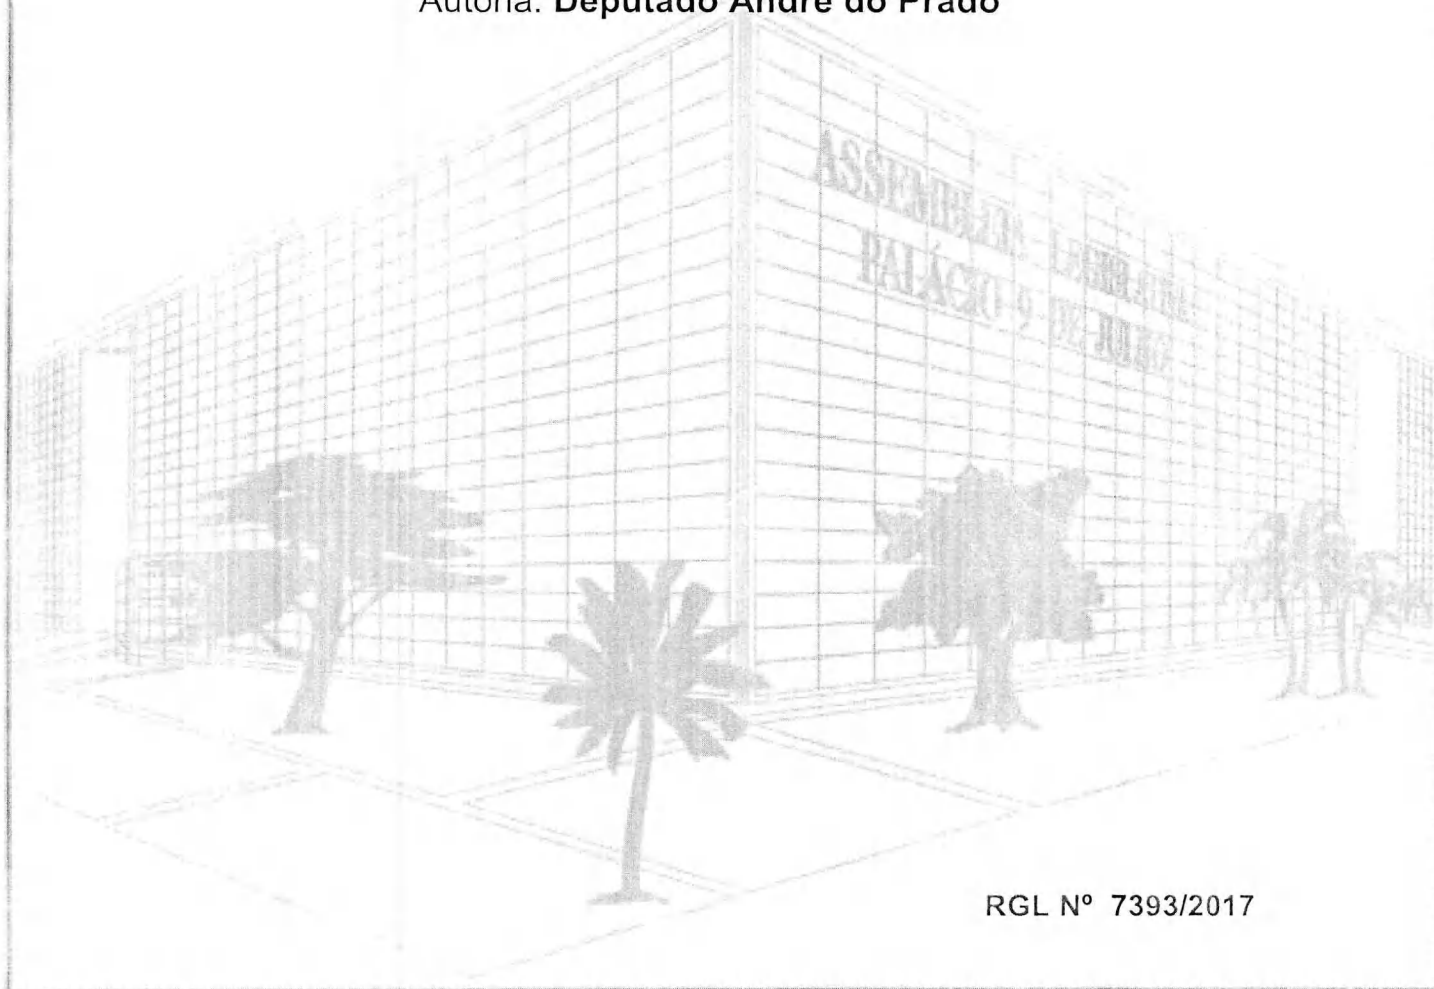 Autoria: Deputado André do Prado
ASSEMBLEIA LEGISLATIVA
PALÁCIO 9 DE JULHO
RGL Nº 7393/2017